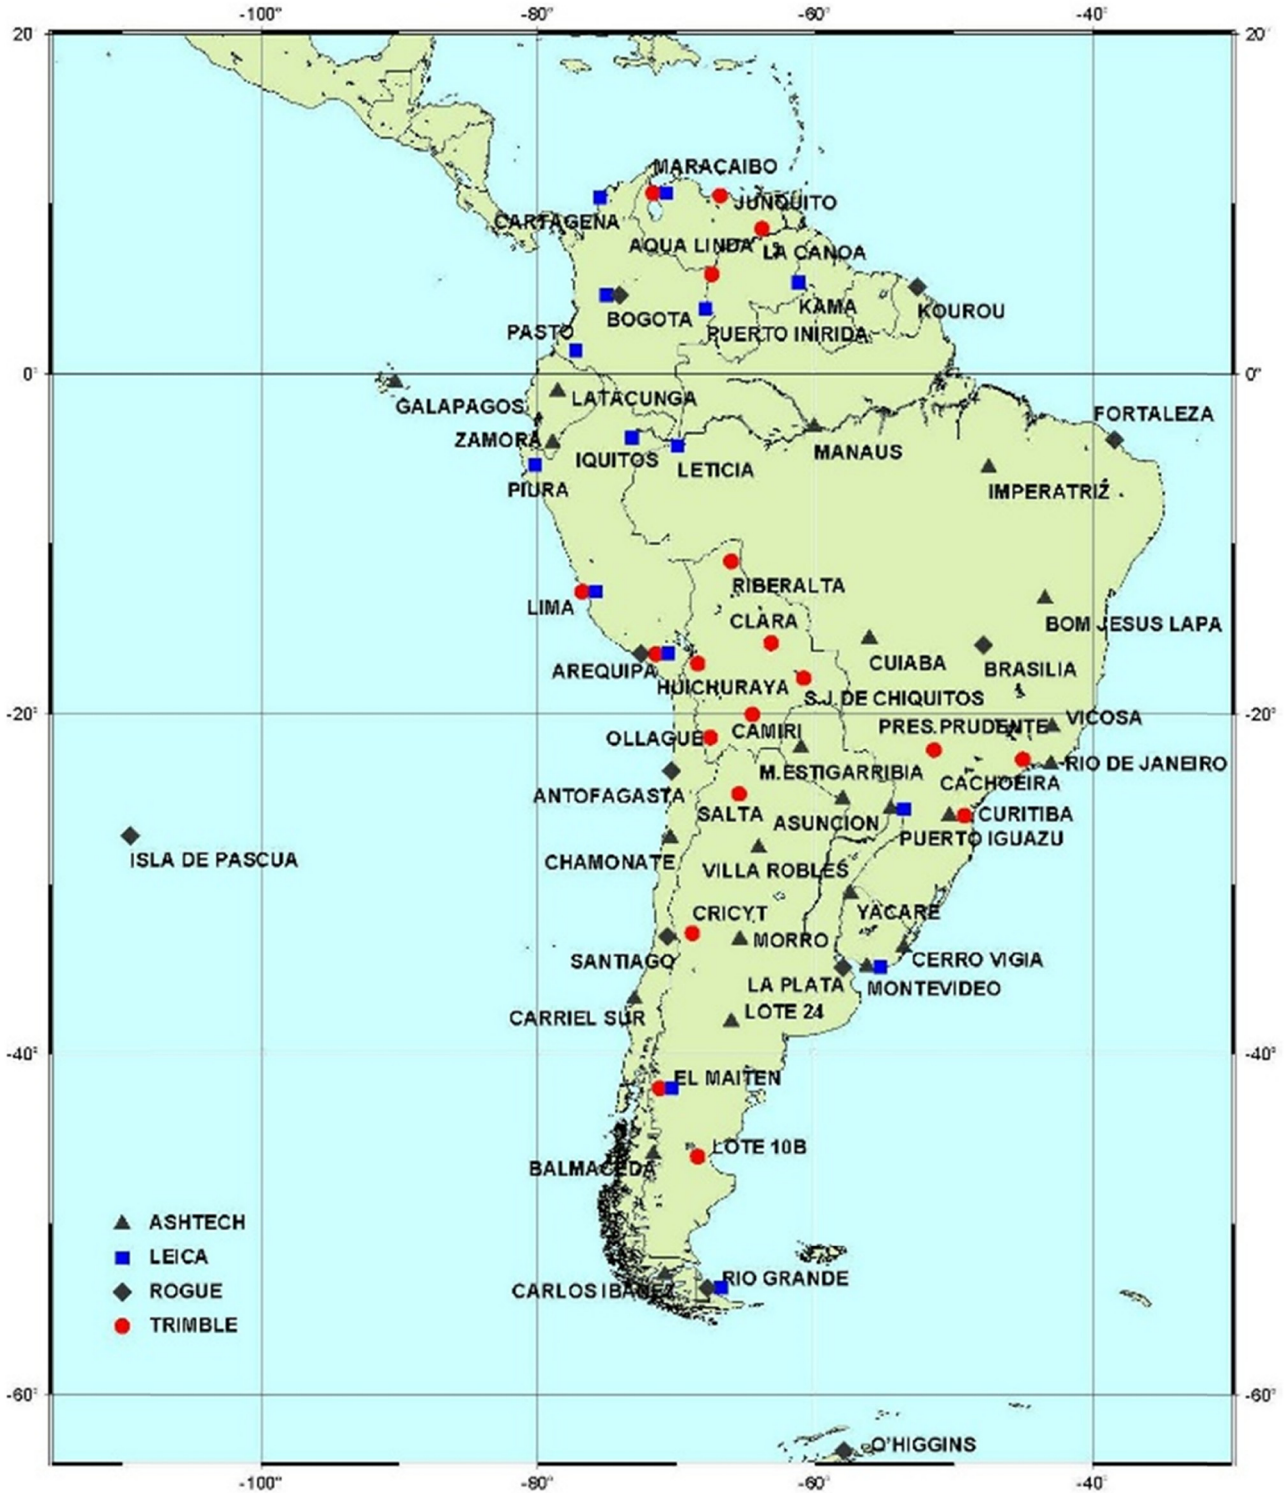 -100° -80° -60° -40°
20° 20°
MARACAIBO
JUNQUITO
CARTAGENA
AQUA LINDA
LA CANOA
KAMA
KOUROU
BOGOTA
PASTO
PUERTO INIRIDA
0° 0°
LATACUNGA
GALAPAGOS
FORTALEZA
ZAMORA
MANAUS
IQUITOS
LETICIA
PIURA
IMPERATRIZ
RIBERALTA
LIMA
CLARA
BOM JESUS LAPA
CUIABA
BRASILIA
AREQUIPA
HUICHURAYA
S.J.DE CHIQUITOS
-20° -20°
VICOSA
PRES.PRUDENTE
CAMIRI
OLLAGUE
RIO DE JANEIRO
M.ESTIGARRIBIA
CACHOEIRA
ANTOFAGASTA
SALTA
CURITIBA
ASUNCION
PUERTO IGUAZU
ISLA DE PASCUA
CHAMONATE
VILLA ROBLES
CRICYT
YACARE
MORRO
SANTIAGO
CERRO VIGIA
LA PLATA
MONTEVIDEO
LOTE 24
CARRIEL SUR
-40° -40°
EL MAITEN
LOTE 10B
BALMACEDA
ASHTECH
LEICA
ROGUE
TRIMBLE
RIO GRANDE
CARLOS IBANEZ
-60° -60°
O'HIGGINS
-100° -80° -60° -40°